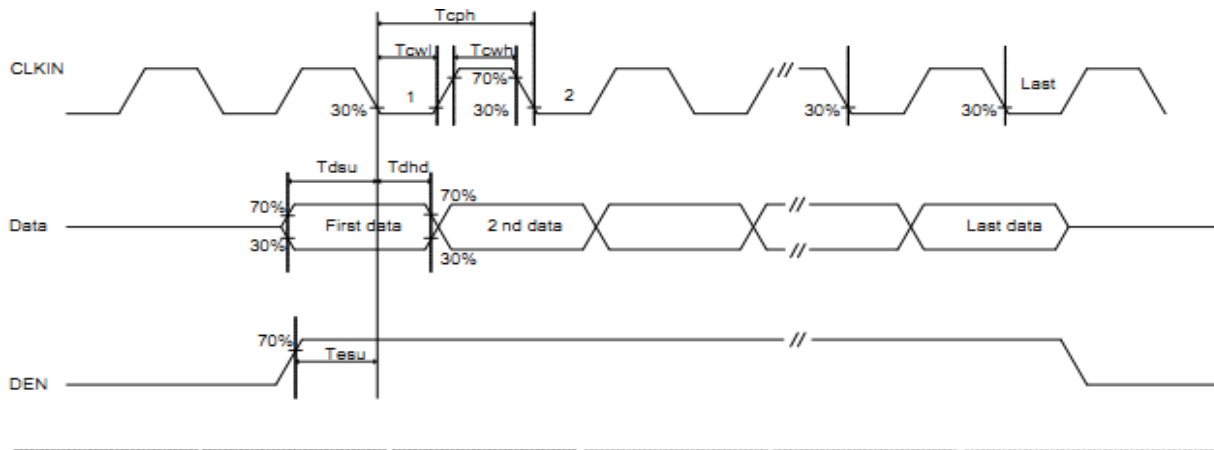 Tcph
Tcwl Tcwh
CLKIN 70% Last
30% 1 30% 2 30% 30%
Tdsu Tdhd
70% 70%
Data First data 2 nd data Last data
30% 30%
70%
Tesu
DEN